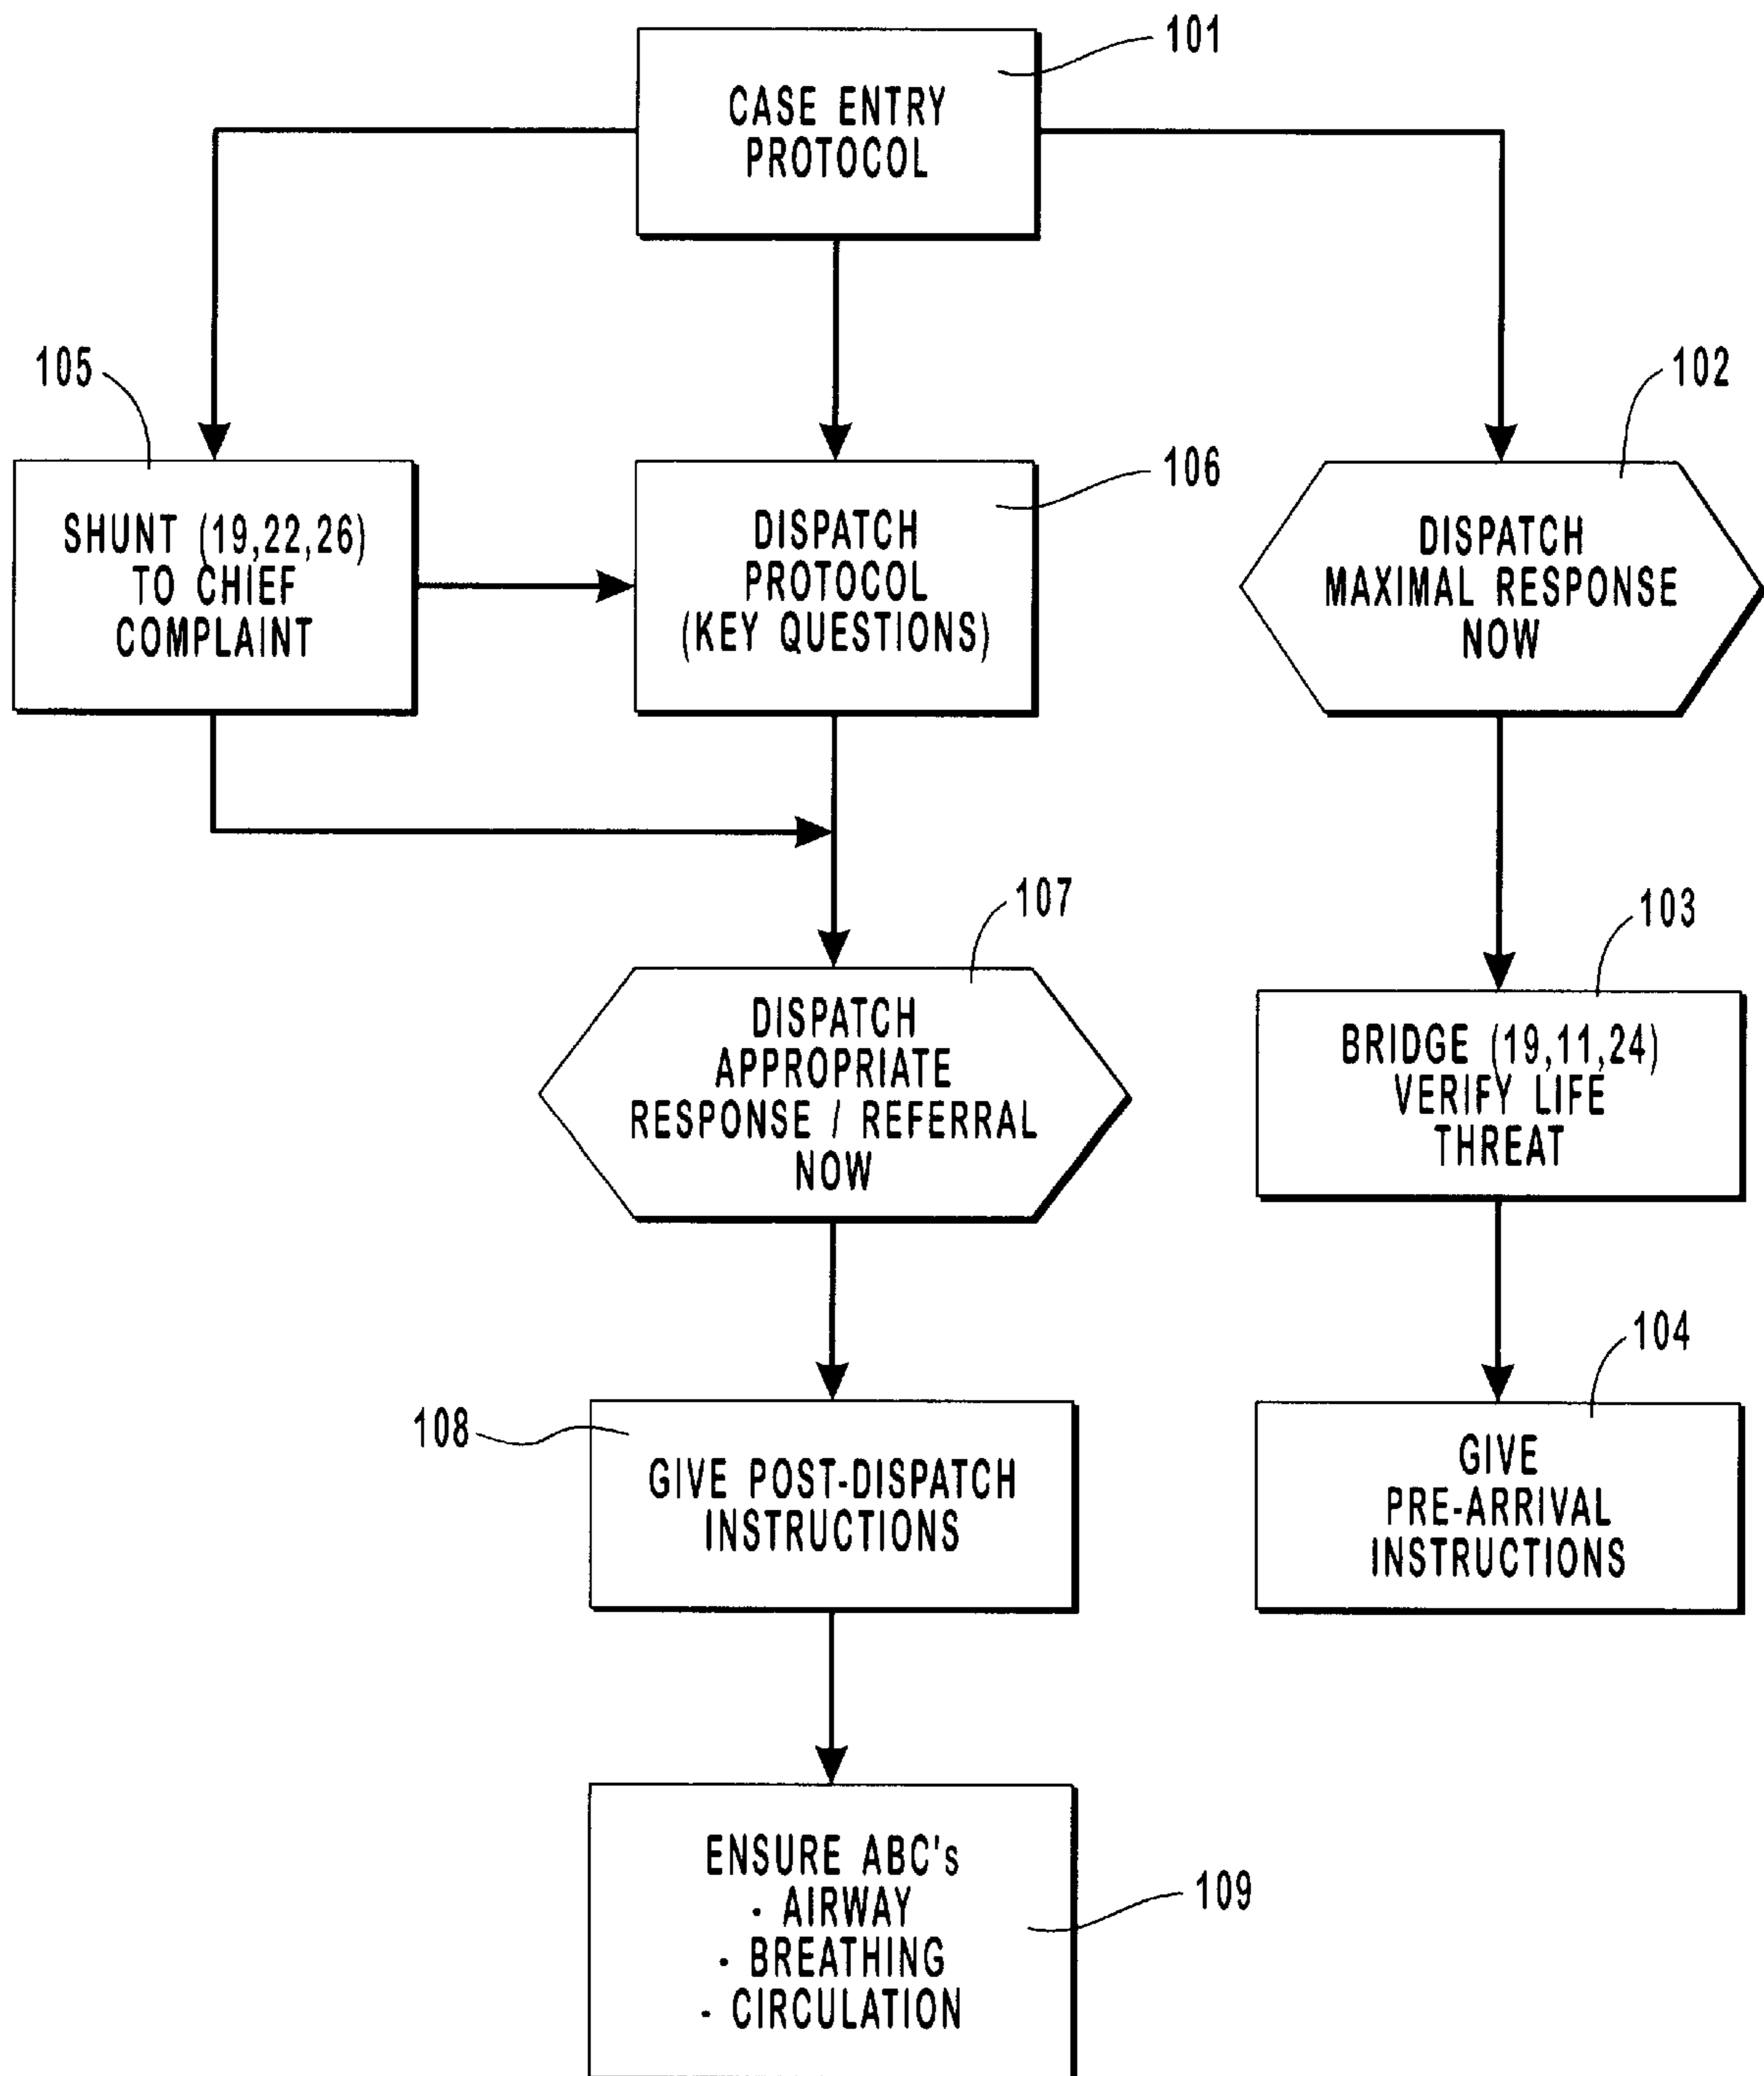 101
CASE ENTRY
PROTOCOL
105
SHUNT (19,22,26)
TO CHIEF
COMPLAINT
106
DISPATCH
PROTOCOL
(KEY QUESTIONS)
102
DISPATCH
MAXIMAL RESPONSE
NOW
107
DISPATCH
APPROPRIATE
RESPONSE / REFERRAL
NOW
103
BRIDGE (19,11,24)
VERIFY LIFE
THREAT
108
GIVE POST-DISPATCH
INSTRUCTIONS
104
GIVE
PRE-ARRIVAL
INSTRUCTIONS
109
ENSURE ABC's
- AIRWAY
- BREATHING
- CIRCULATION